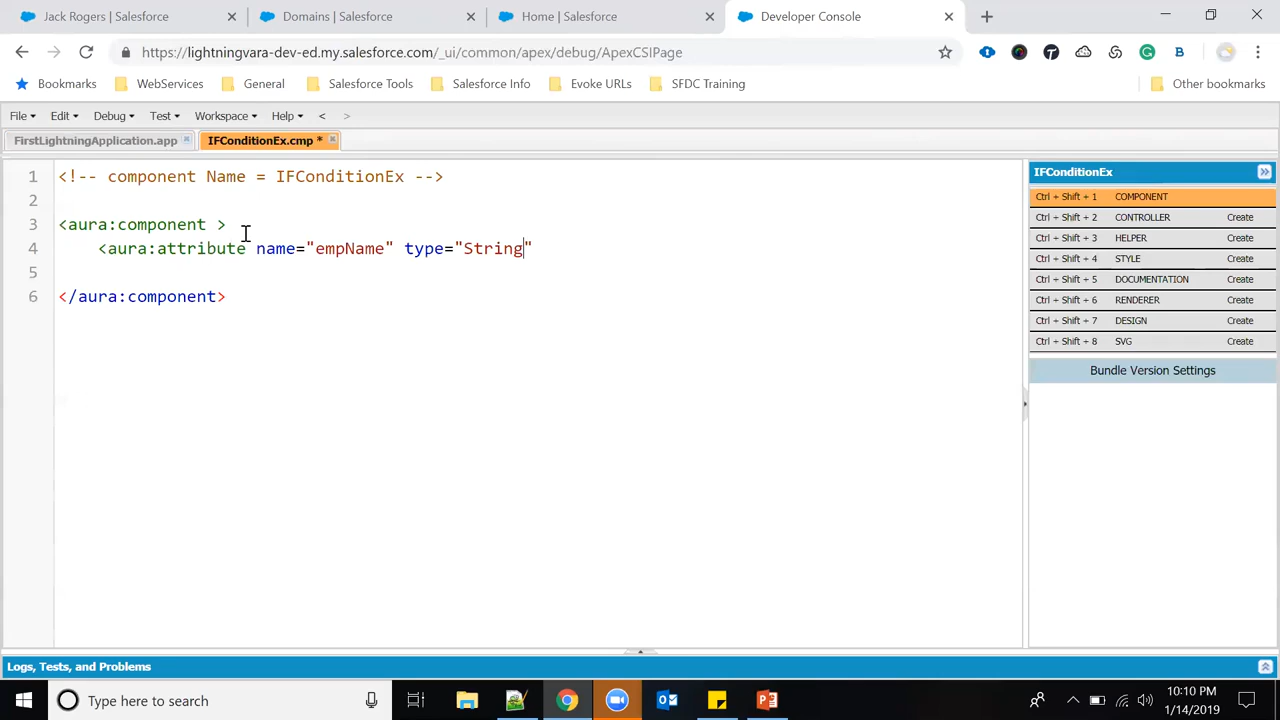 Jack Rogers | Salesforce
Domains | Salesforce
Home | Salesforce
Developer Console
https://lightningvara-dev-ed.my.salesforce.com/_ui/common/apex/debug/ApexCSIPage
Bookmarks
WebServices
General
Salesforce Tools
Salesforce Info
Evoke URLs
SFDC Training
Other bookmarks
File Edit Debug Test Workspace Help < >
FirstLightningApplication.app
IFConditionEx.cmp *
1 <!-- component Name = IFConditionEx -->
2
3 <aura:component >
4 <aura:attribute name="empName" type="String"
5
6 </aura:component>
IFConditionEx
Ctrl + Shift + 1 COMPONENT
Ctrl + Shift + 2 CONTROLLER Create
Ctrl + Shift + 3 HELPER Create
Ctrl + Shift + 4 STYLE Create
Ctrl + Shift + 5 DOCUMENTATION Create
Ctrl + Shift + 6 RENDERER Create
Ctrl + Shift + 7 DESIGN Create
Ctrl + Shift + 8 SVG Create
Bundle Version Settings
Logs, Tests, and Problems
Type here to search
10:10 PM
1/14/2019